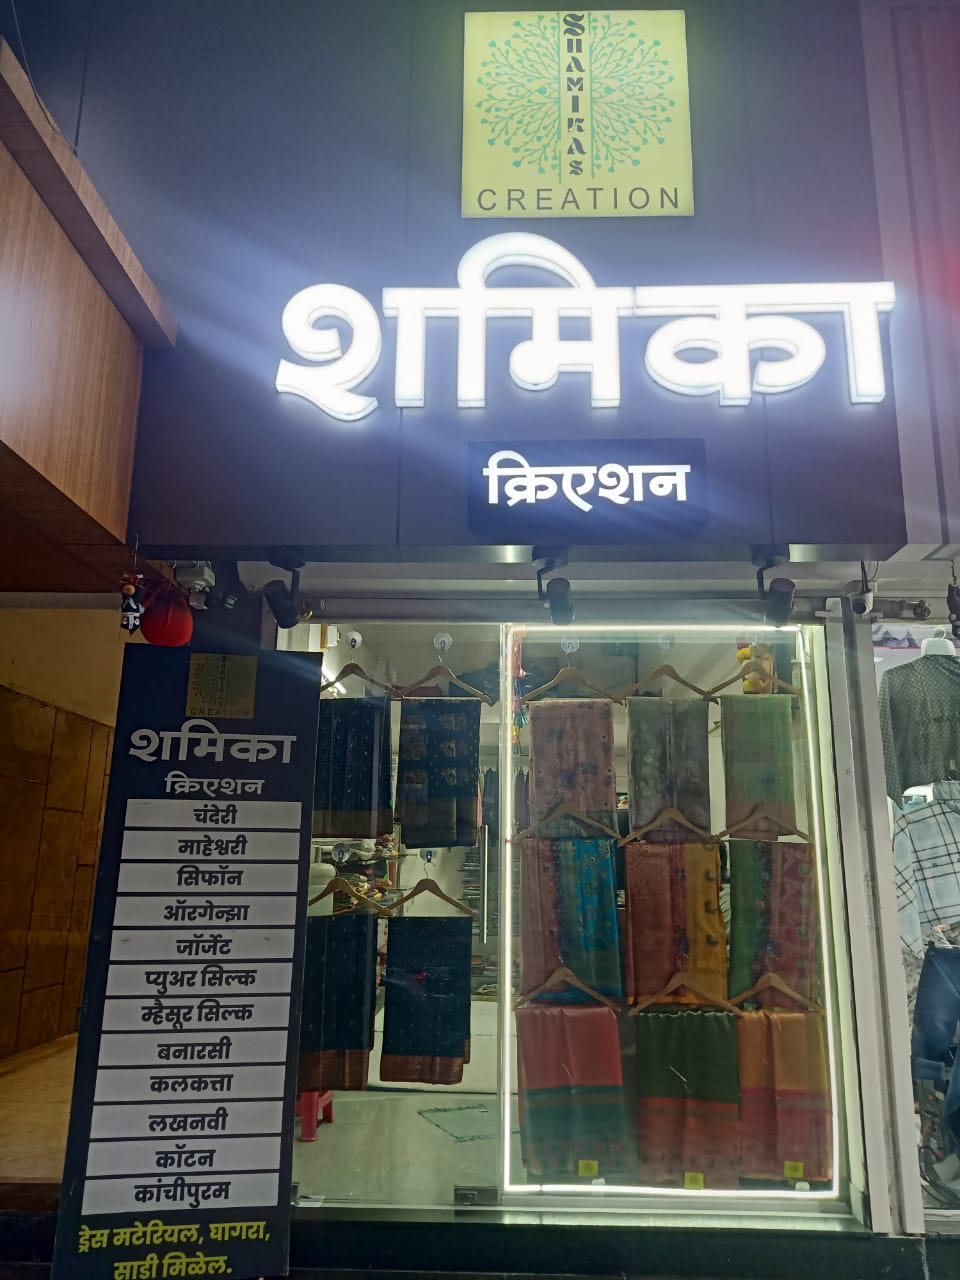 SHAMIKAS
CREATION
शमिका
क्रिएशन
SHAMIKAS
CREATION
शमिका
क्रिएशन
चंदेरी
माहेश्वरी
सिफॉन
ऑरगेन्झा
जॉर्जेट
प्युअर सिल्क
म्हैसूर सिल्क
बनारसी
कलकत्ता
लखनवी
कॉटन
कांचीपुरम
ड्रेस मटेरियल, घागरा,
साडी मिळेल.